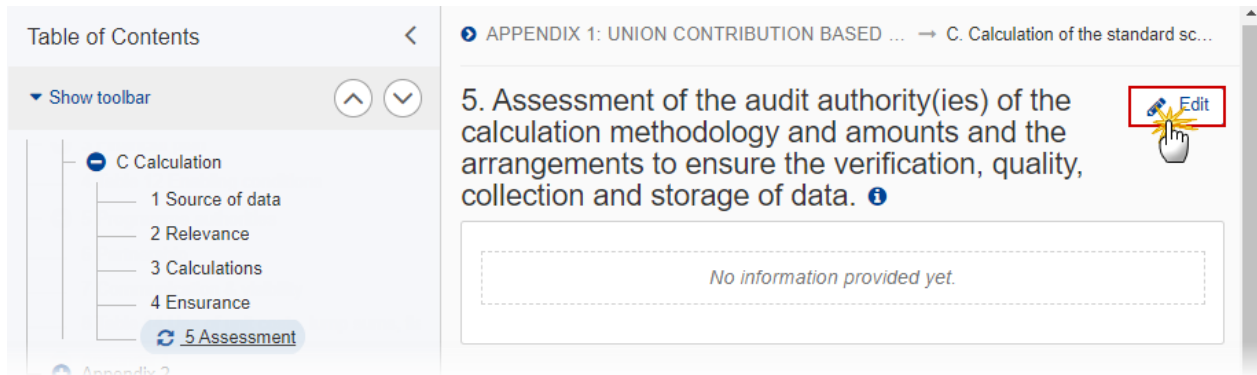 Table of Contents
Show toolbar
C Calculation
1 Source of data
2 Relevance
3 Calculations
4 Ensurance
5 Assessment
Appendix 2
APPENDIX 1: UNION CONTRIBUTION BASED ... → C. Calculation of the standard sc...
5. Assessment of the audit authority(ies) of the
calculation methodology and amounts and the
arrangements to ensure the verification, quality,
collection and storage of data.
Edit
No information provided yet.